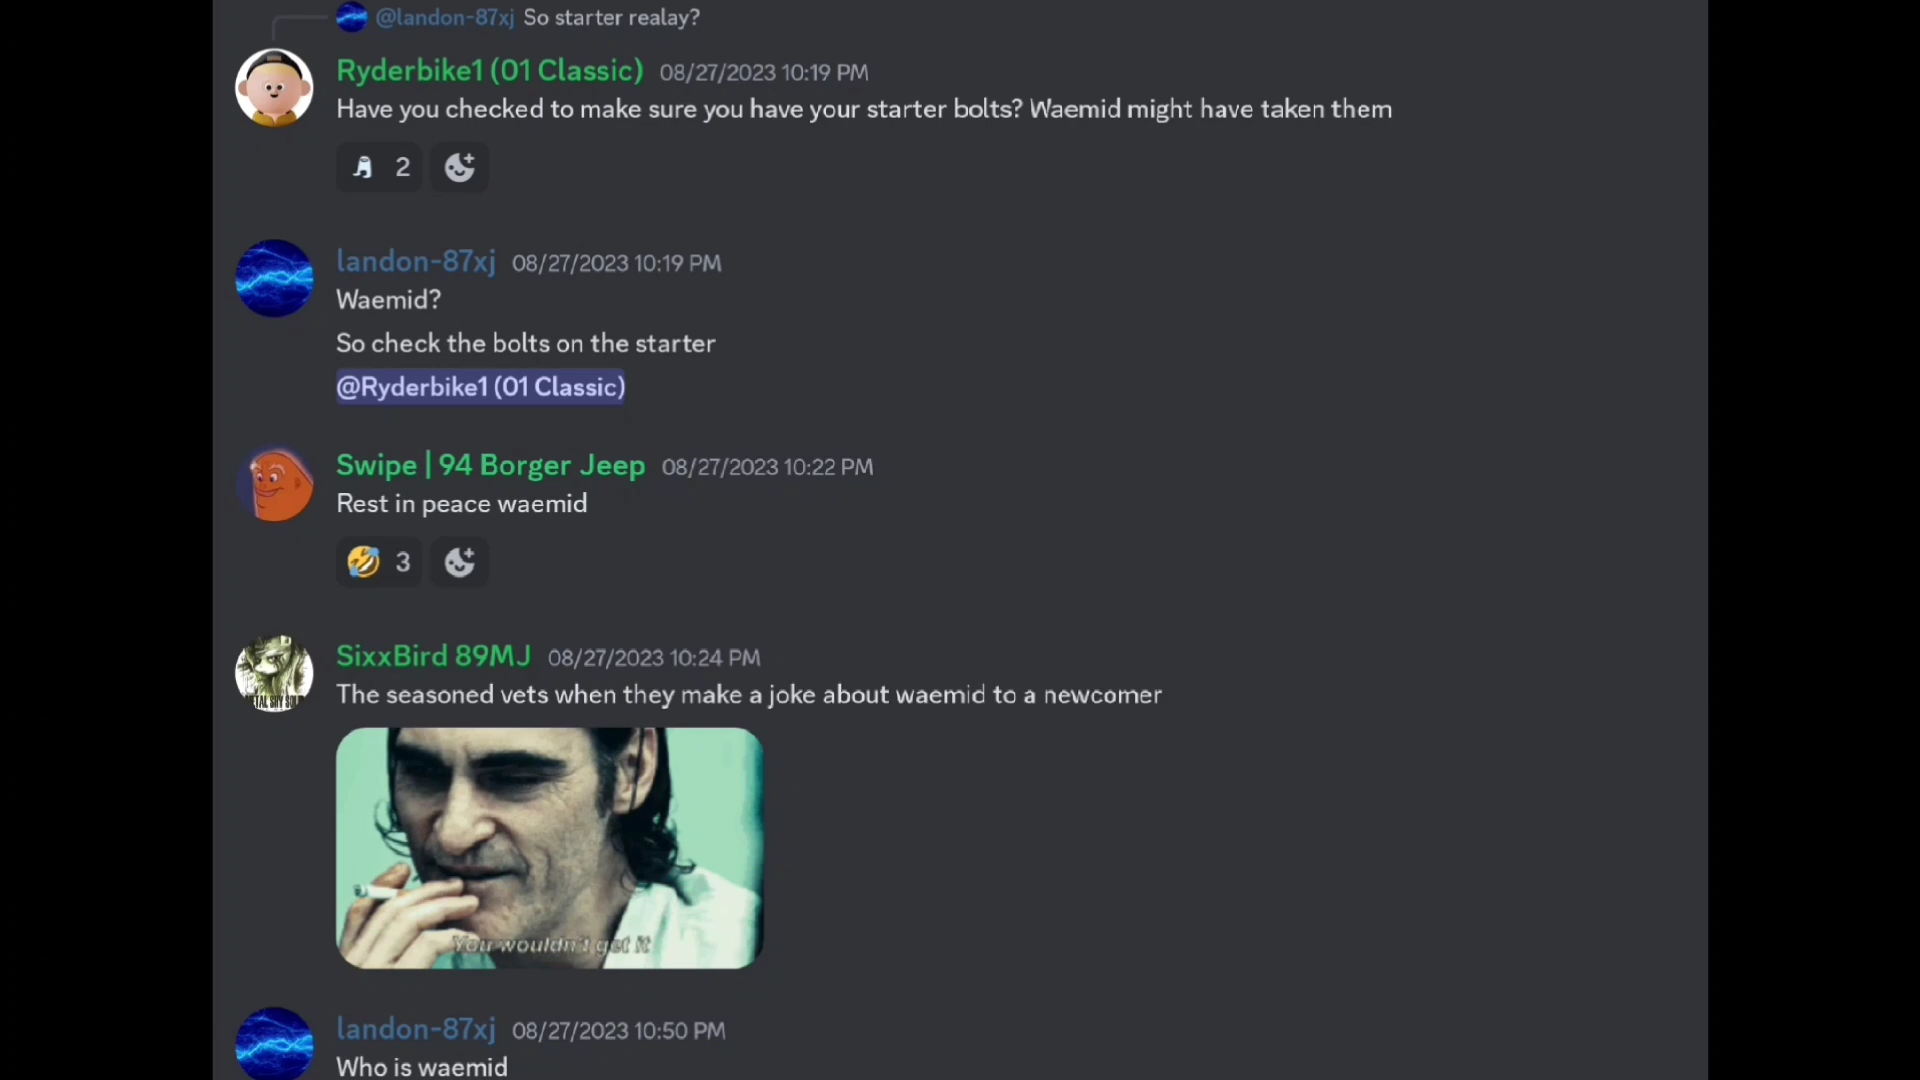 @landon-87xj So starter realay?
Ryderbike1 (01 Classic) 08/27/2023 10:19 PM
Have you checked to make sure you have your starter bolts? Waemid might have taken them
2
landon-87xj 08/27/2023 10:19 PM
Waemid?
So check the bolts on the starter
@Ryderbike1 (01 Classic)
Swipe | 94 Borger Jeep 08/27/2023 10:22 PM
Rest in peace waemid
3
SixxBird 89MJ 08/27/2023 10:24 PM
The seasoned vets when they make a joke about waemid to a newcomer
You wouldn't get it
landon-87xj 08/27/2023 10:50 PM
Who is waemid